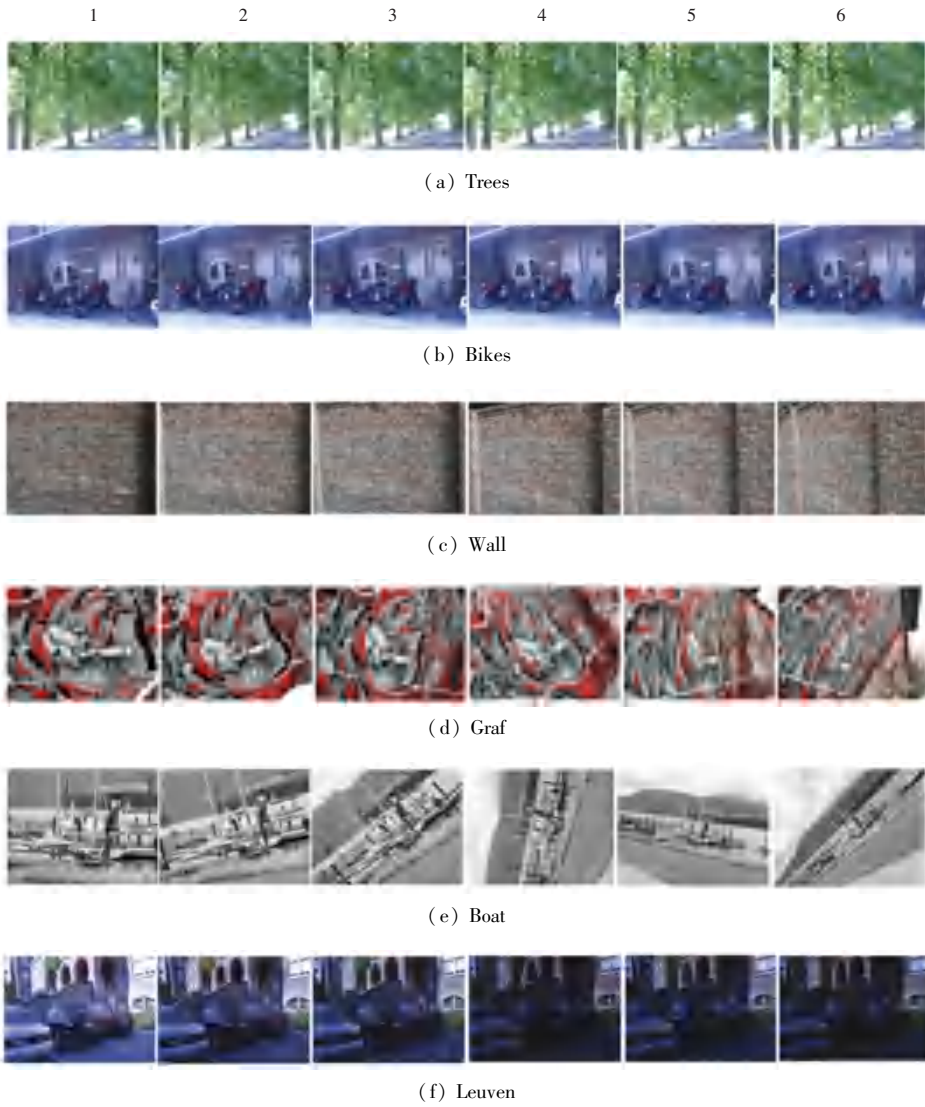 1 2 3 4 5 6
(a) Trees
(b) Bikes
(c) Wall
(d) Graf
(e) Boat
(f) Leuven